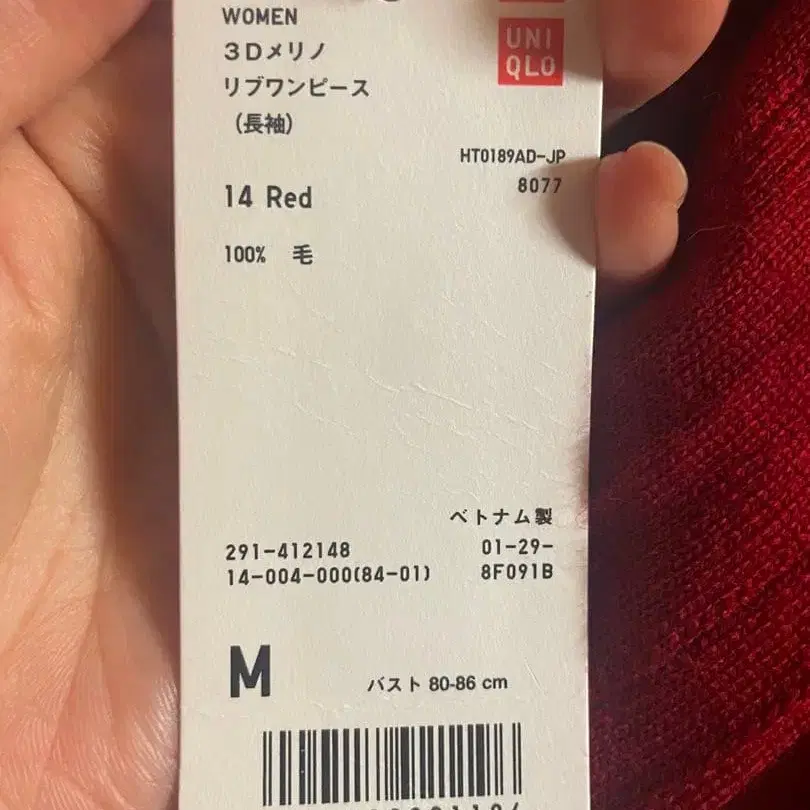 WOMEN
3Dメリノ
リブワンピース
（長袖）
UNI
QLO
HT0189AD-JP
8077
14 Red
100% 毛
ベトナム製
291-412148
01-29-
14-004-000(84-01)
8F091B
M
バスト 80-86 cm